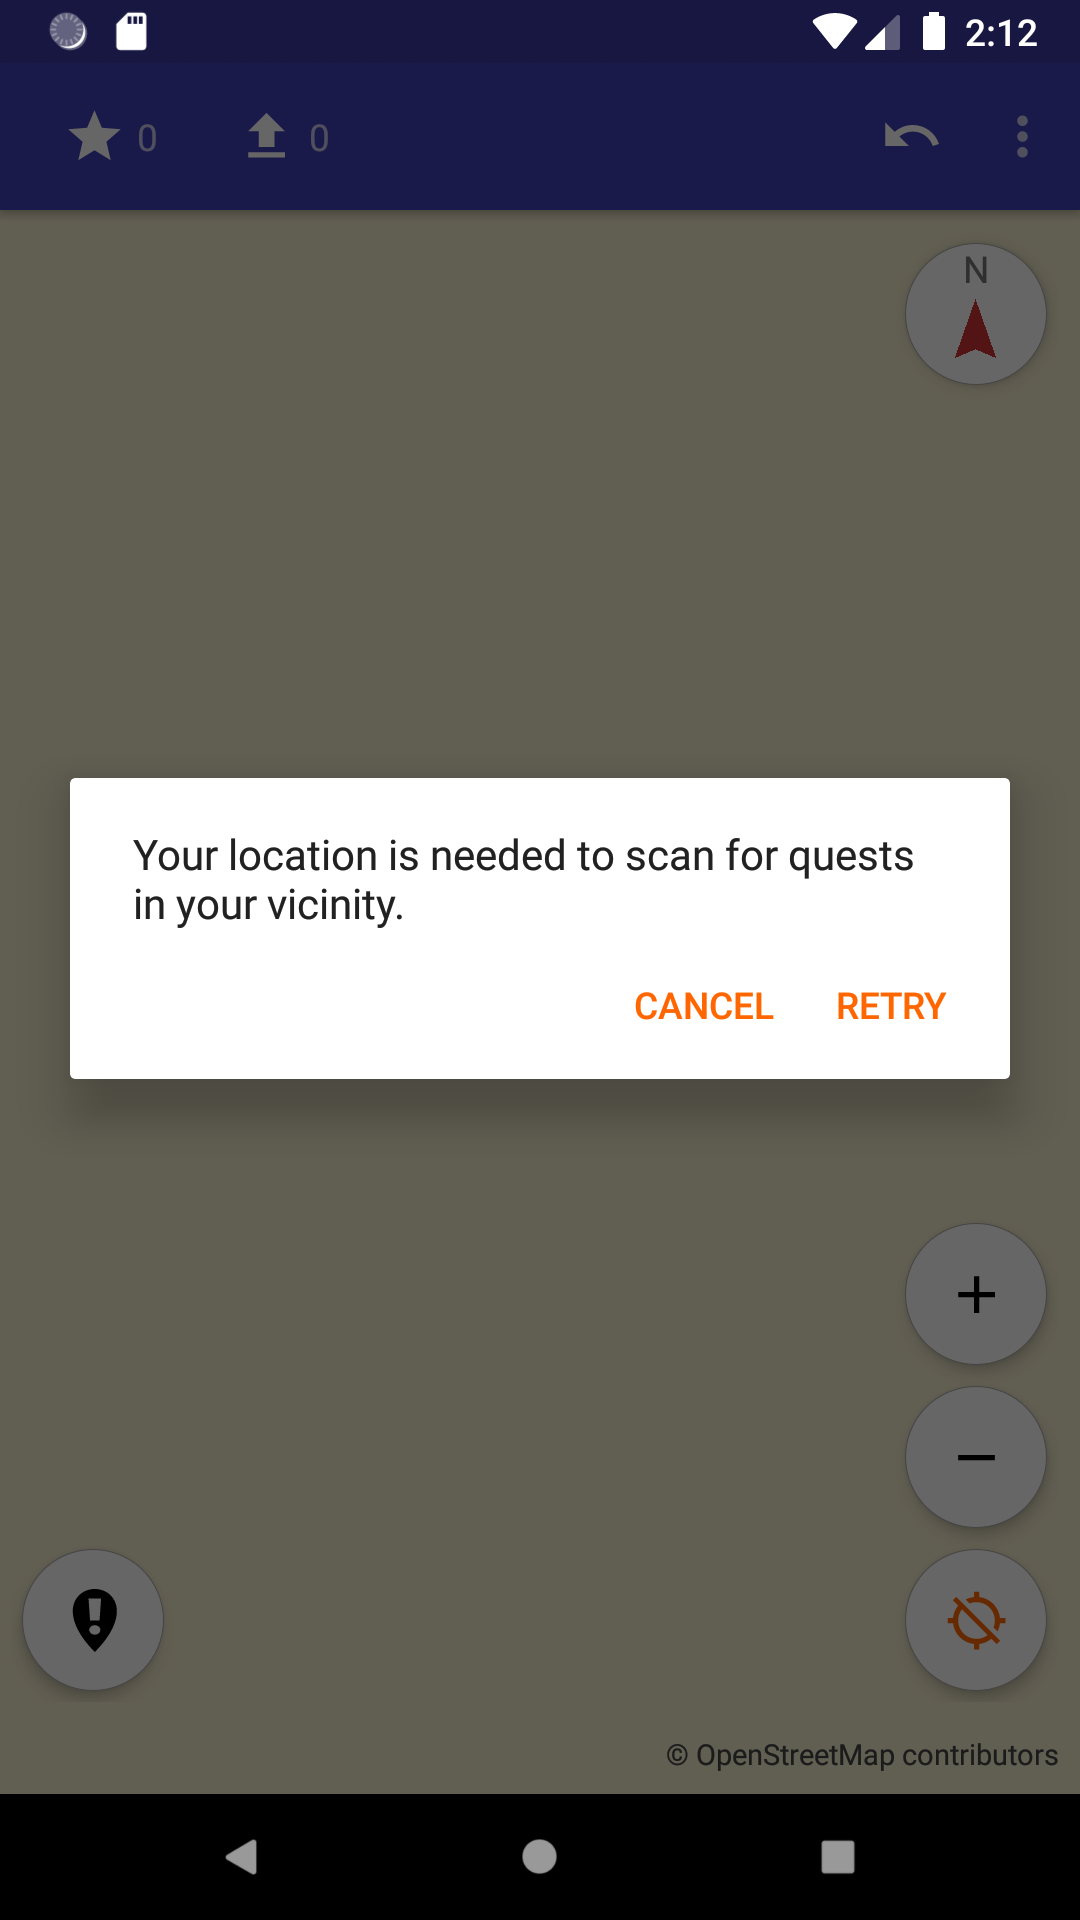 2:12
0
0
N
Your location is needed to scan for quests
in your vicinity.
CANCEL
RETRY
© OpenStreetMap contributors